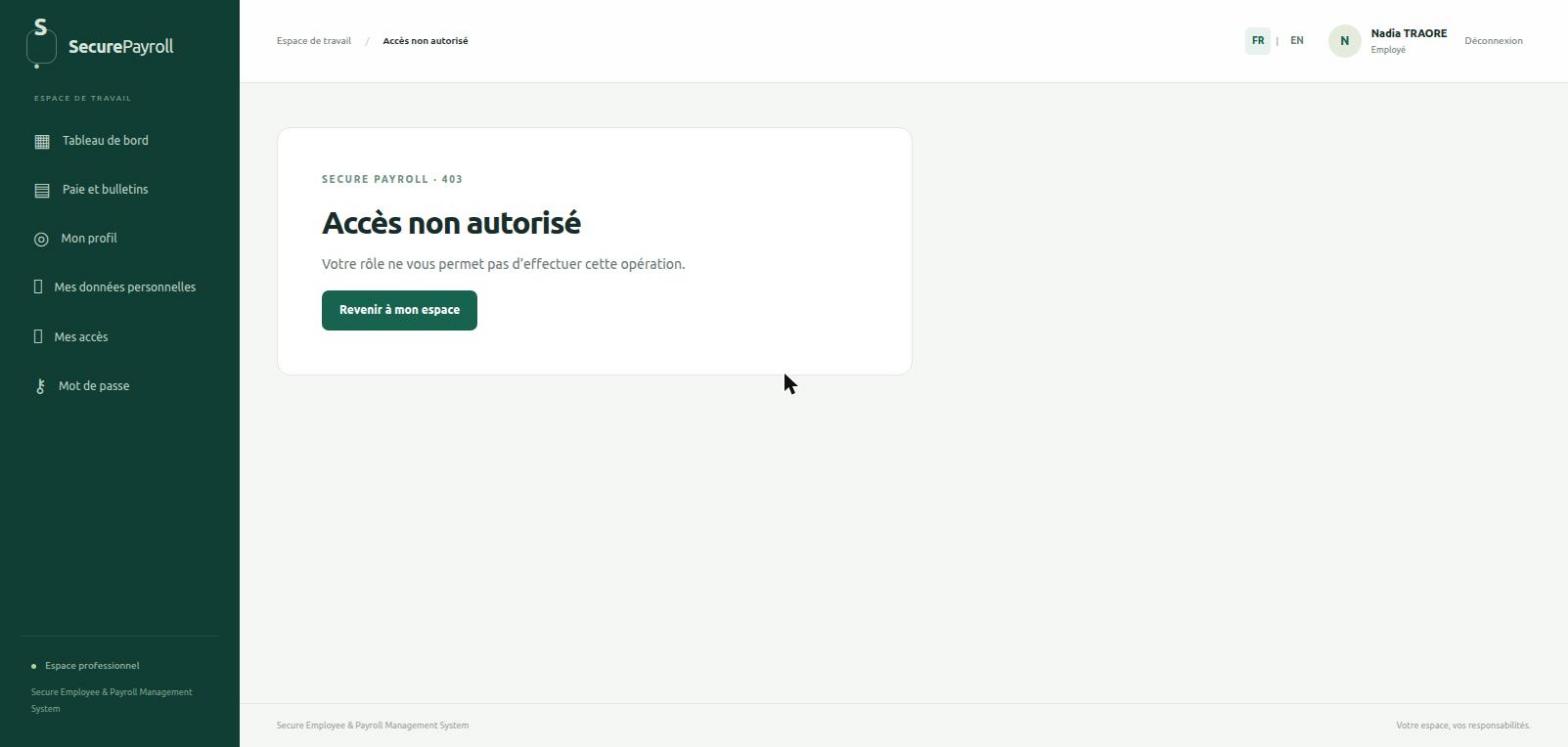 S
SecurePayroll
ESPACE DE TRAVAIL
Tableau de bord
Paie et bulletins
Mon profil
Mes données personnelles
Mes accès
Mot de passe
Espace professionnel
Secure Employee & Payroll Management
System
Espace de travail / Accès non autorisé
FR | EN
N
Nadia TRAORE
Employé
Déconnexion
SECURE PAYROLL · 403
Accès non autorisé
Votre rôle ne vous permet pas d'effectuer cette opération.
Revenir à mon espace
Secure Employee & Payroll Management System
Votre espace, vos responsabilités.